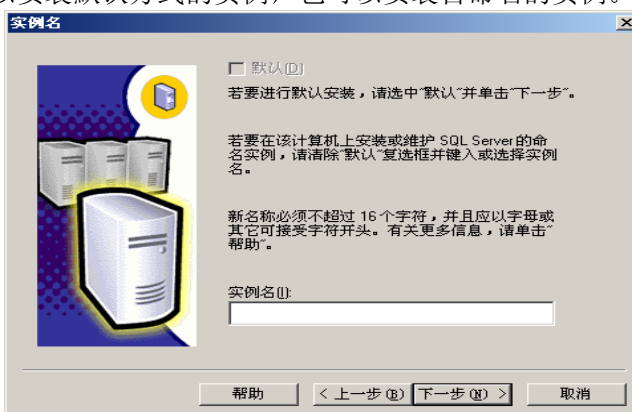 以安装默认方式的实例，也可以安装自命名的实例。
实例名
默认(D)
若要进行默认安装，请选中"默认"并单击"下一步"。
若要在该计算机上安装或维护 SQL Server 的命
名实例，请清除"默认"复选框并键入或选择实例
名。
新名称必须不超过 16 个字符，并且应以字母或
其它可接受字符开头。有关更多信息，请单击"
帮助"。
实例名(I):
帮助
< 上一步(B)
下一步(N) >
取消